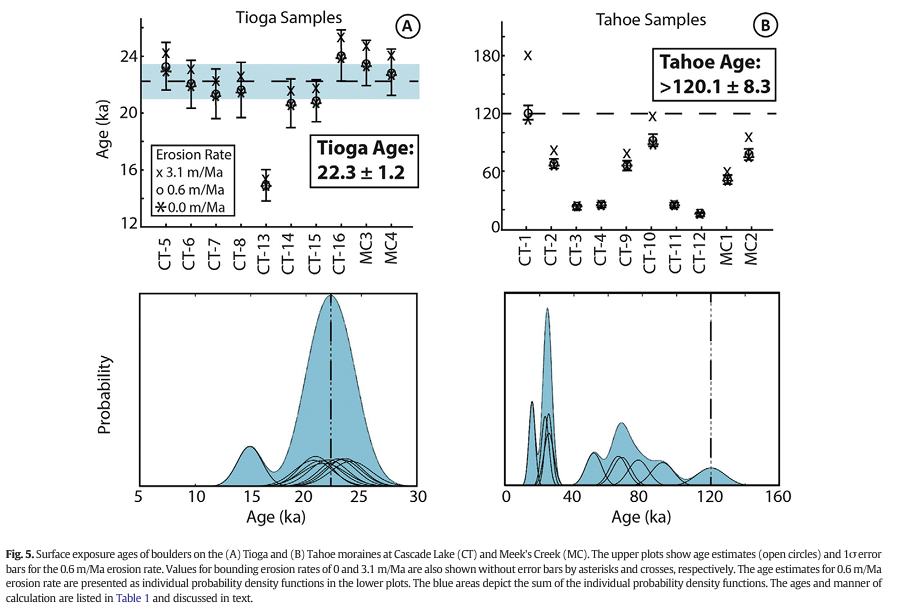 Tioga Samples
A
24
20
16
12
Age (ka)
Erosion Rate
x 3.1 m/Ma
o 0.6 m/Ma
* 0.0 m/Ma
Tioga Age:
22.3 ± 1.2
CT-5
CT-6
CT-7
CT-8
CT-13
CT-14
CT-15
CT-16
MC3
MC4
Tahoe Samples
B
180
120
60
0
Tahoe Age:
>120.1 ± 8.3
CT-1
CT-2
CT-3
CT-4
CT-9
CT-10
CT-11
CT-12
MC1
MC2
Probability
5 10 15 20 25 30
Age (ka)
0 40 80 120 160
Age (ka)
Fig. 5. Surface exposure ages of boulders on the (A) Tioga and (B) Tahoe moraines at Cascade Lake (CT) and Meek's Creek (MC). The upper plots show age estimates (open circles) and 1σ error
bars for the 0.6 m/Ma erosion rate. Values for bounding erosion rates of 0 and 3.1 m/Ma are also shown without error bars by asterisks and crosses, respectively. The age estimates for 0.6 m/Ma
erosion rate are presented as individual probability density functions in the lower plots. The blue areas depict the sum of the individual probability density functions. The ages and manner of
calculation are listed in Table 1 and discussed in text.